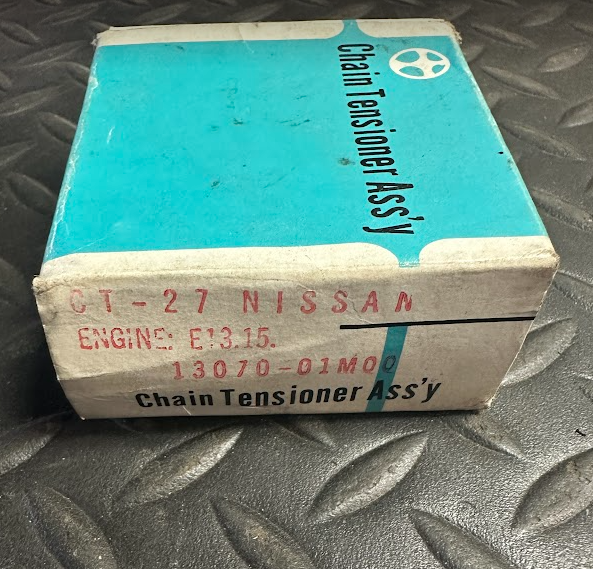 Chain Tensioner Ass'y
CT-27 NISSAN
ENGINE: E13.15.
13070-01M00
Chain Tensioner Ass'y